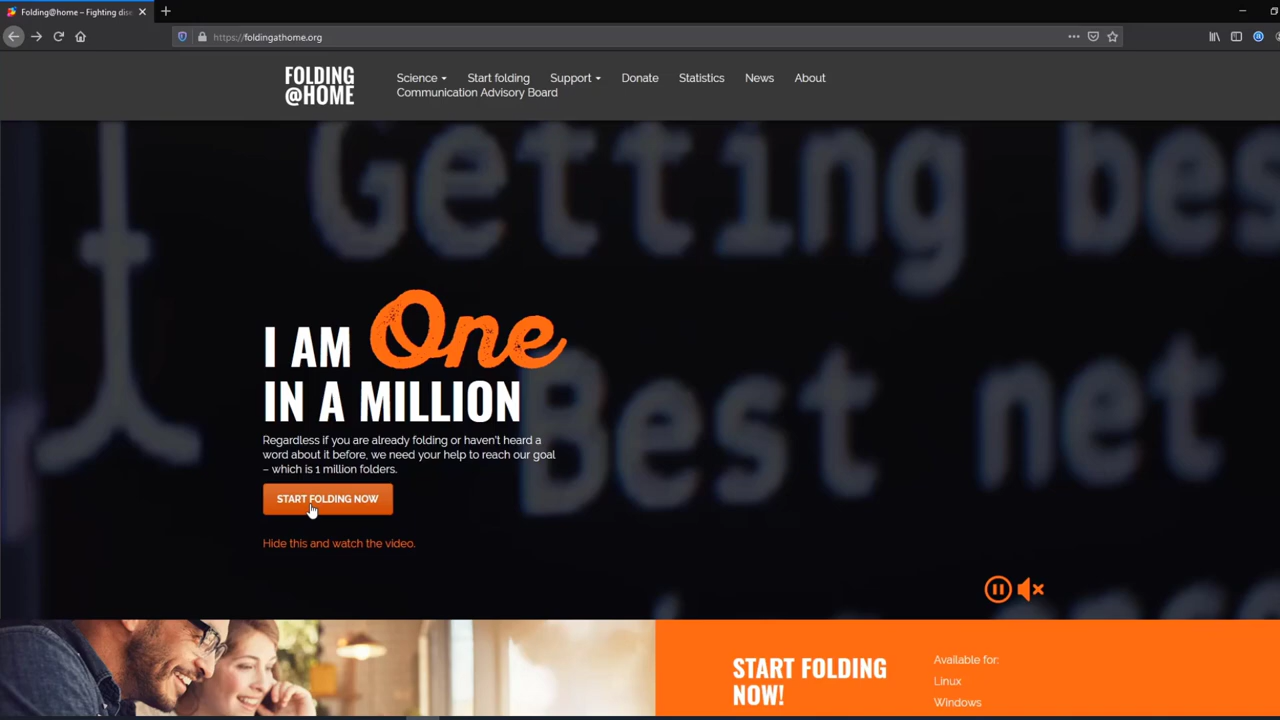 Folding@home – Fighting dise
https://foldingathome.org
FOLDING
@HOME
Science
Start folding
Support
Donate
Statistics
News
About
Communication Advisory Board
Getting bes
Best net
I AM One
IN A MILLION
Regardless if you are already folding or haven't heard a
word about it before, we need your help to reach our goal
– which is 1 million folders.
START FOLDING NOW
Hide this and watch the video.
START FOLDING
NOW!
Available for:
Linux
Windows